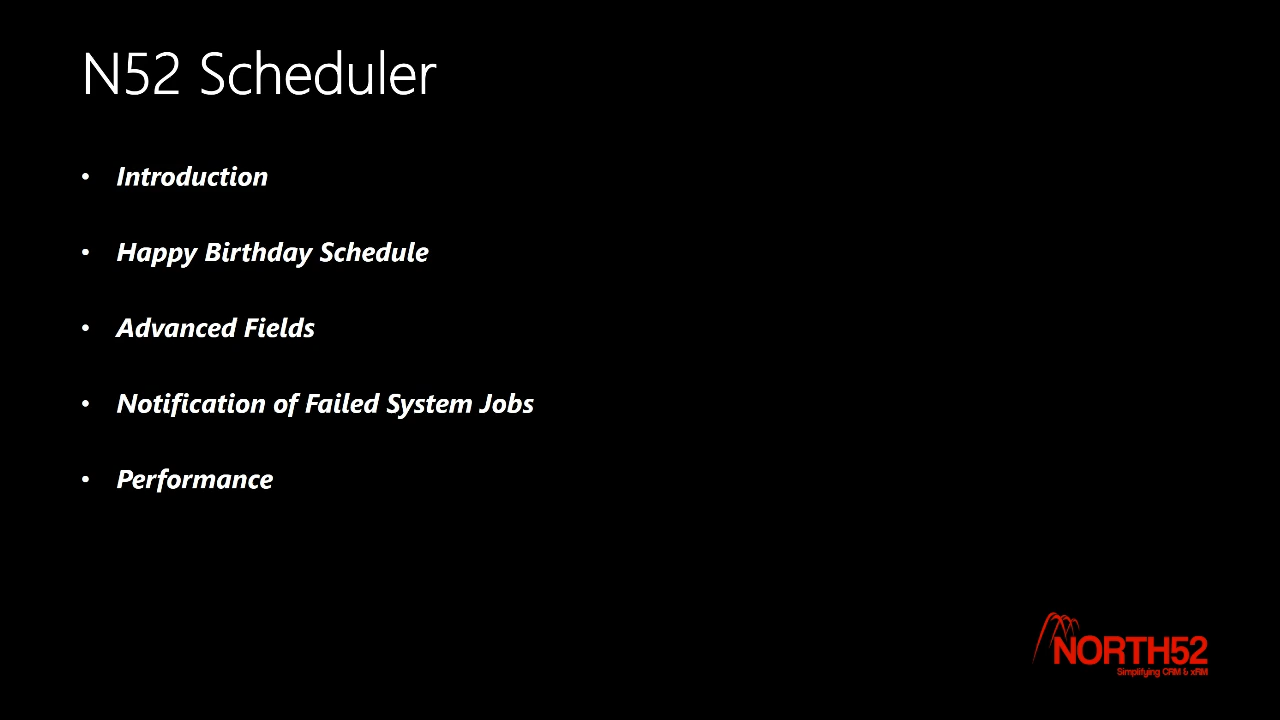 N52 Scheduler
• Introduction
• Happy Birthday Schedule
• Advanced Fields
• Notification of Failed System Jobs
• Performance
NORTH52
Simplifying CRM & xRM